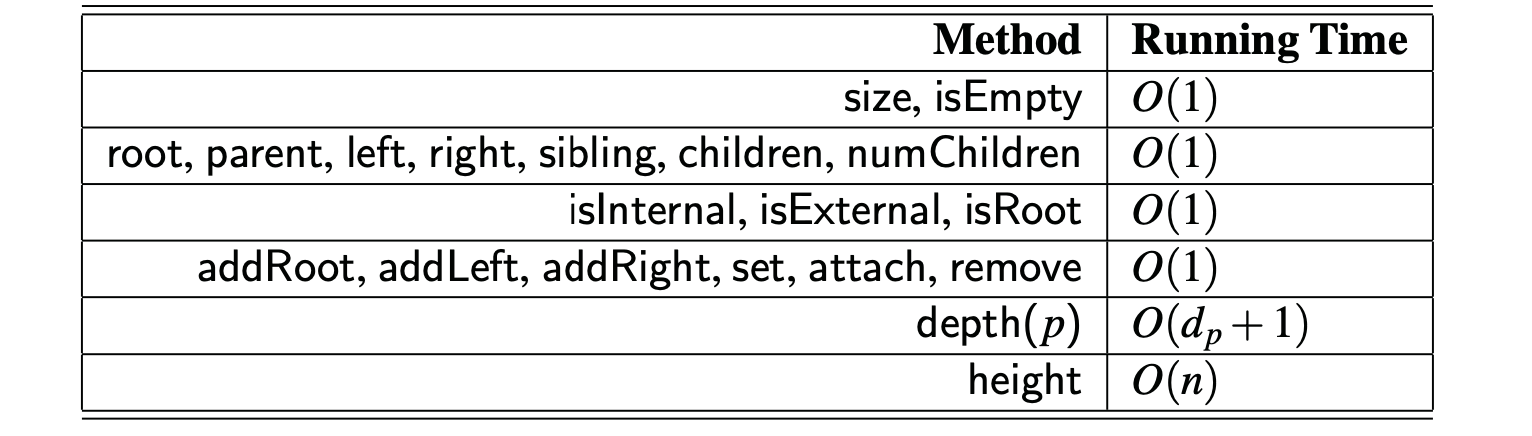 Method Running Time
size, isEmpty O(1)
root, parent, left, right, sibling, children, numChildren O(1)
isInternal, isExternal, isRoot O(1)
addRoot, addLeft, addRight, set, attach, remove O(1)
depth(p) O(dₚ + 1)
height O(n)